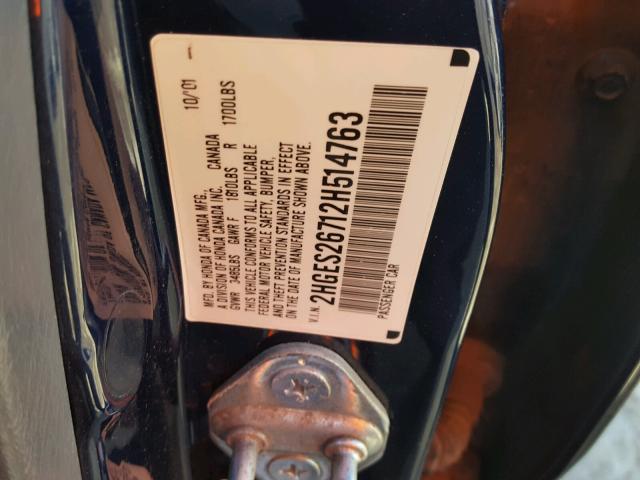 MFD. BY HONDA OF CANADA MFG. 10/01
A DIVISION OF HONDA CANADA INC. CANADA
GVWR 3485LBS GAWR F 1810LBS R 1700LBS
THIS VEHICLE CONFORMS TO ALL APPLICABLE
FEDERAL MOTOR VEHICLE SAFETY, BUMPER,
AND THEFT PREVENTION STANDARDS IN EFFECT
ON THE DATE OF MANUFACTURE SHOWN ABOVE.
V.I.N. 2HGES26712H514763
PASSENGER CAR